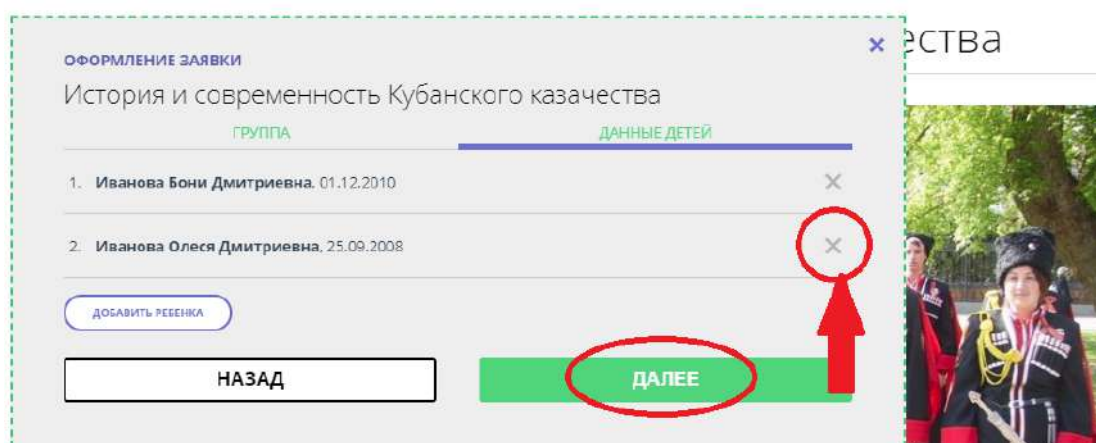 ества
ОФОРМЛЕНИЕ ЗАЯВКИ
История и современность Кубанского казачества
ГРУППА ДАННЫЕ ДЕТЕЙ
1. Иванова Бони Дмитриевна, 01.12.2010
2. Иванова Олеся Дмитриевна, 25.09.2008
ДОБАВИТЬ РЕБЕНКА
НАЗАД ДАЛЕЕ